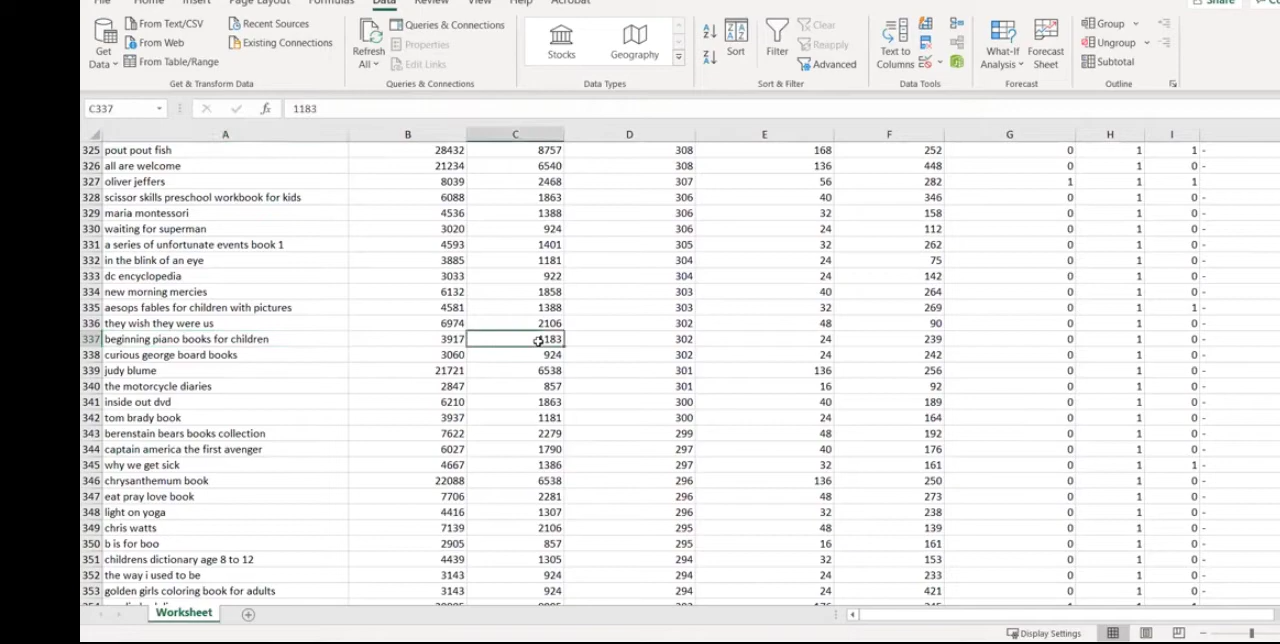 File Home Insert Page Layout Formulas Data Review View Help Acrobat Share
From Text/CSV Recent Sources Queries & Connections Clear Group
From Web Existing Connections Properties Reapply Ungroup
From Table/Range Edit Links Advanced Subtotal
Get Data Refresh All Stocks Geography Sort Filter Text to Columns What-If Analysis Forecast Sheet
Get & Transform Data Queries & Connections Data Types Sort & Filter Data Tools Forecast Outline
C337 fx 1183
A B C D E F G H I
325 pout pout fish 28432 8757 308 168 252 0 1 1 -
326 all are welcome 21234 6540 308 136 448 0 1 0 -
327 oliver jeffers 8039 2468 307 56 282 1 1 1
328 scissor skills preschool workbook for kids 6088 1863 306 40 346 0 1 0 -
329 maria montessori 4536 1388 306 32 158 0 1 0 -
330 waiting for superman 3020 924 306 24 112 0 1 0 -
331 a series of unfortunate events book 1 4593 1401 305 32 262 0 1 0 -
332 in the blink of an eye 3885 1181 304 24 75 0 1 0 -
333 dc encyclopedia 3033 922 304 24 142 0 1 0 -
334 new morning mercies 6132 1858 303 40 264 0 1 0 -
335 aesops fables for children with pictures 4581 1388 303 32 269 0 1 1 -
336 they wish they were us 6974 2106 302 48 90 0 1 0 -
337 beginning piano books for children 3917 1183 302 24 239 0 1 0 -
338 curious george board books 3060 924 302 24 242 0 1 0 -
339 judy blume 21721 6538 301 136 256 0 1 0 -
340 the motorcycle diaries 2847 857 301 16 92 0 1 0 -
341 inside out dvd 6210 1863 300 40 189 0 1 0 -
342 tom brady book 3937 1181 300 24 164 0 1 0 -
343 berenstain bears books collection 7622 2279 299 48 192 0 1 0 -
344 captain america the first avenger 6027 1790 297 40 176 0 1 0 -
345 why we get sick 4667 1386 297 32 161 0 1 1 -
346 chrysanthemum book 22088 6538 296 136 250 0 1 0 -
347 eat pray love book 7706 2281 296 48 273 0 1 0 -
348 light on yoga 4416 1307 296 32 238 0 1 0 -
349 chris watts 7139 2106 295 48 139 0 1 0 -
350 b is for boo 2905 857 295 16 161 0 1 0 -
351 childrens dictionary age 8 to 12 4439 1305 294 32 153 0 1 0 -
352 the way i used to be 3143 924 294 24 233 0 1 0 -
353 golden girls coloring book for adults 3143 924 294 24 421 0 1 0 -
Worksheet
Display Settings